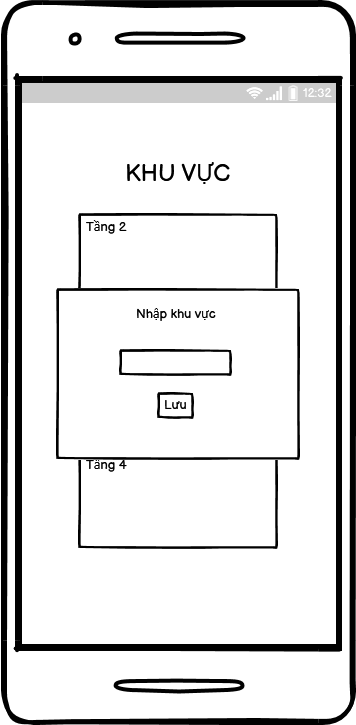 12:32
KHU VỰC
Tầng 2
Nhập khu vực
Lưu
Tầng 4